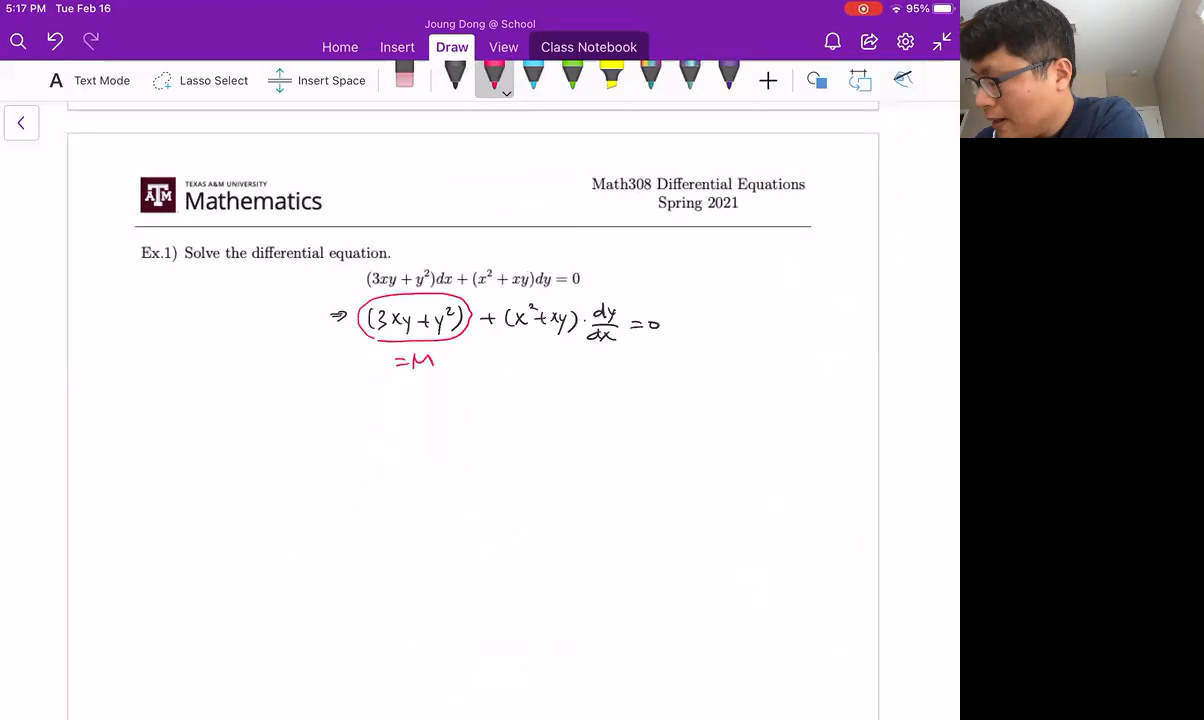 5:17 PM Tue Feb 16
95%
Joung Dong @ School
Home Insert Draw View Class Notebook
A Text Mode Lasso Select Insert Space
TEXAS A&M UNIVERSITY
Mathematics
ATM
Math308 Differential Equations
Spring 2021
Ex.1) Solve the differential equation.
(3xy + y²)dx + (x² + xy)dy = 0
⇒ (3xy + y²) + (x² + xy) · dy/dx = 0
= M